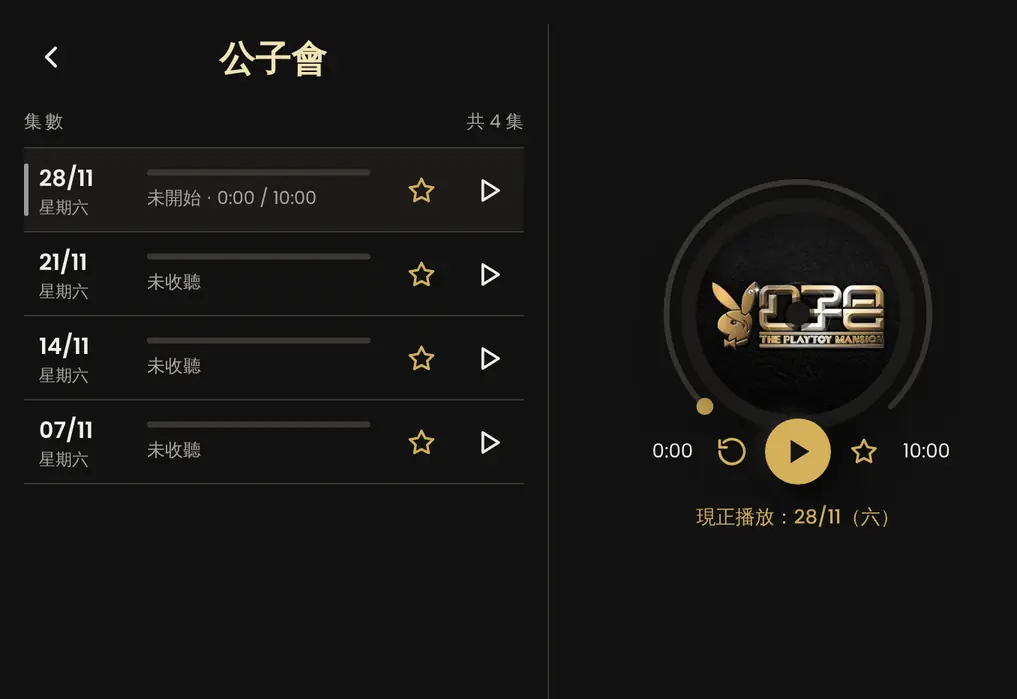 公子會
集數
共 4 集
28/11
星期六
未開始 · 0:00 / 10:00
21/11
星期六
未收聽
14/11
星期六
未收聽
07/11
星期六
未收聽
THE PLAYTOY MANSION
0:00
10:00
現正播放：28/11（六）